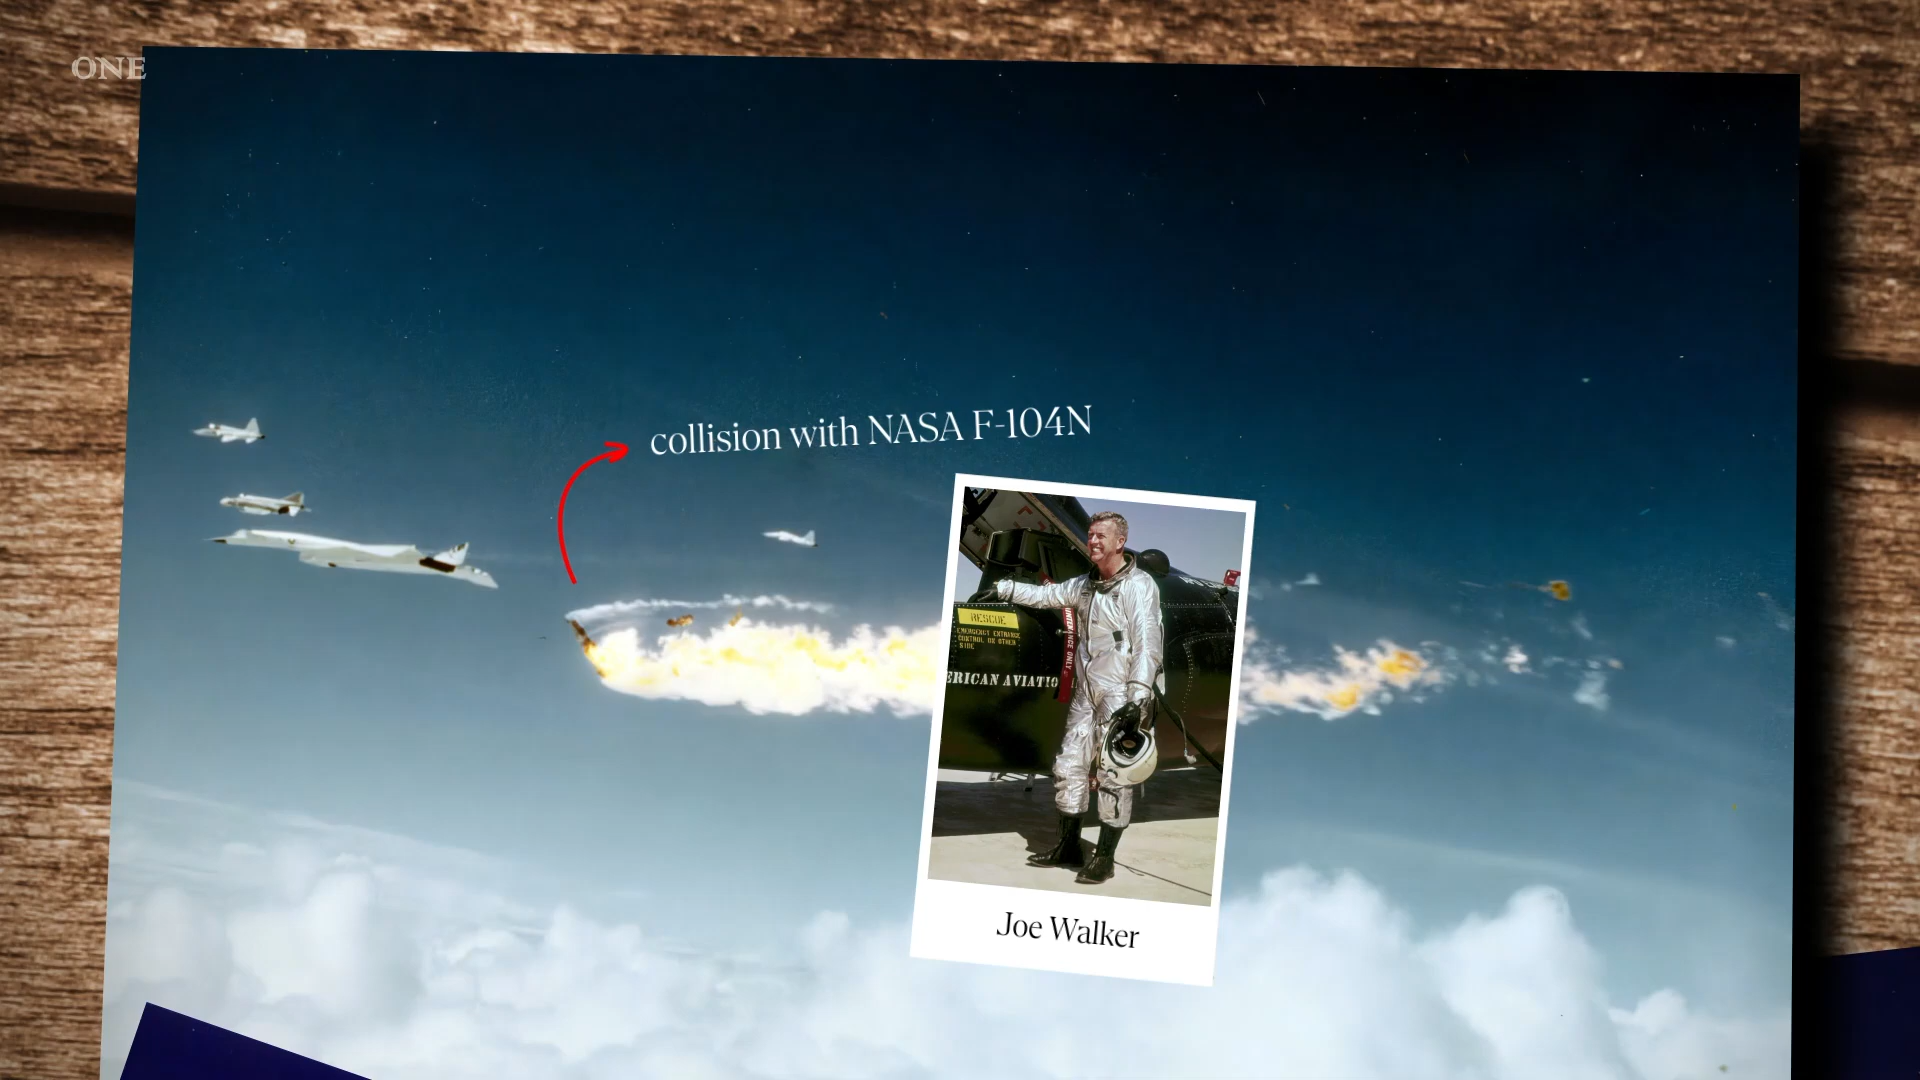 ONE
collision with NASA F-104N
RESCUE
EMERGENCY ENTRANCE
CONTROL ON OTHER
SIDE
ERICAN AVIATIO
Joe Walker